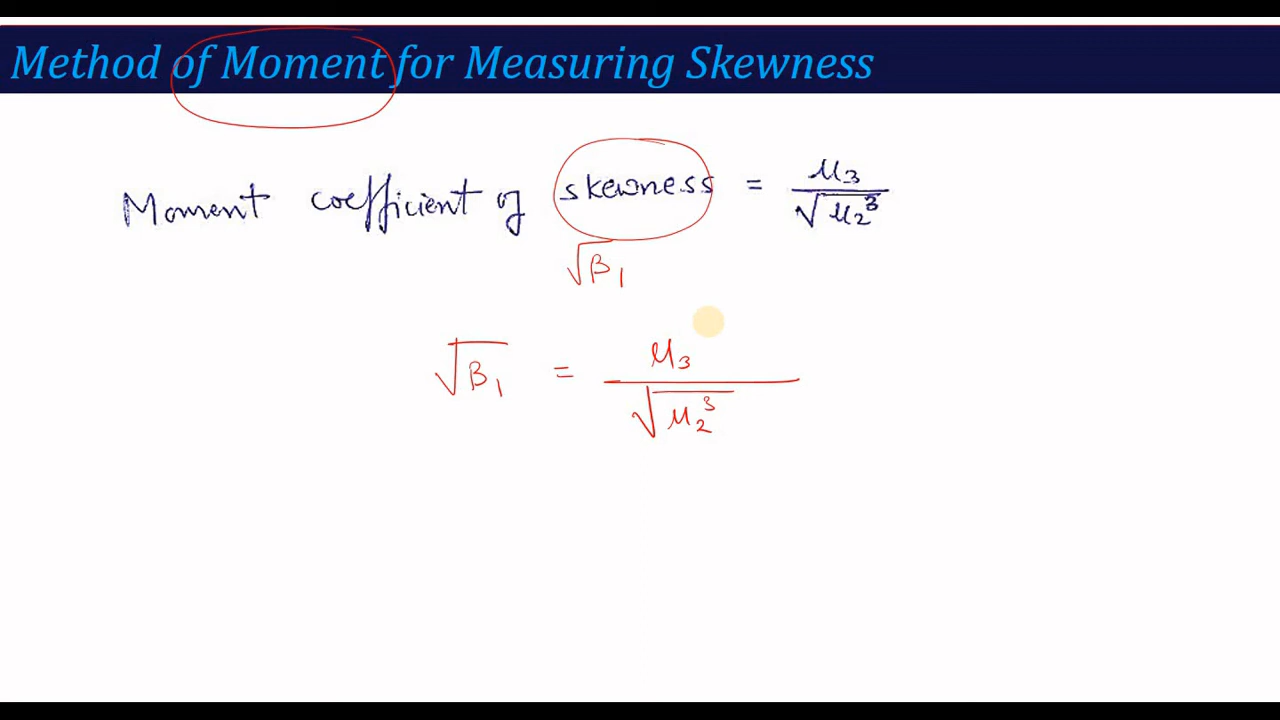 Method of Moment for Measuring Skewness
Moment coefficient of skewness = μ₃ / √μ₂³
√β₁
√β₁ = μ₃ / √μ₂³